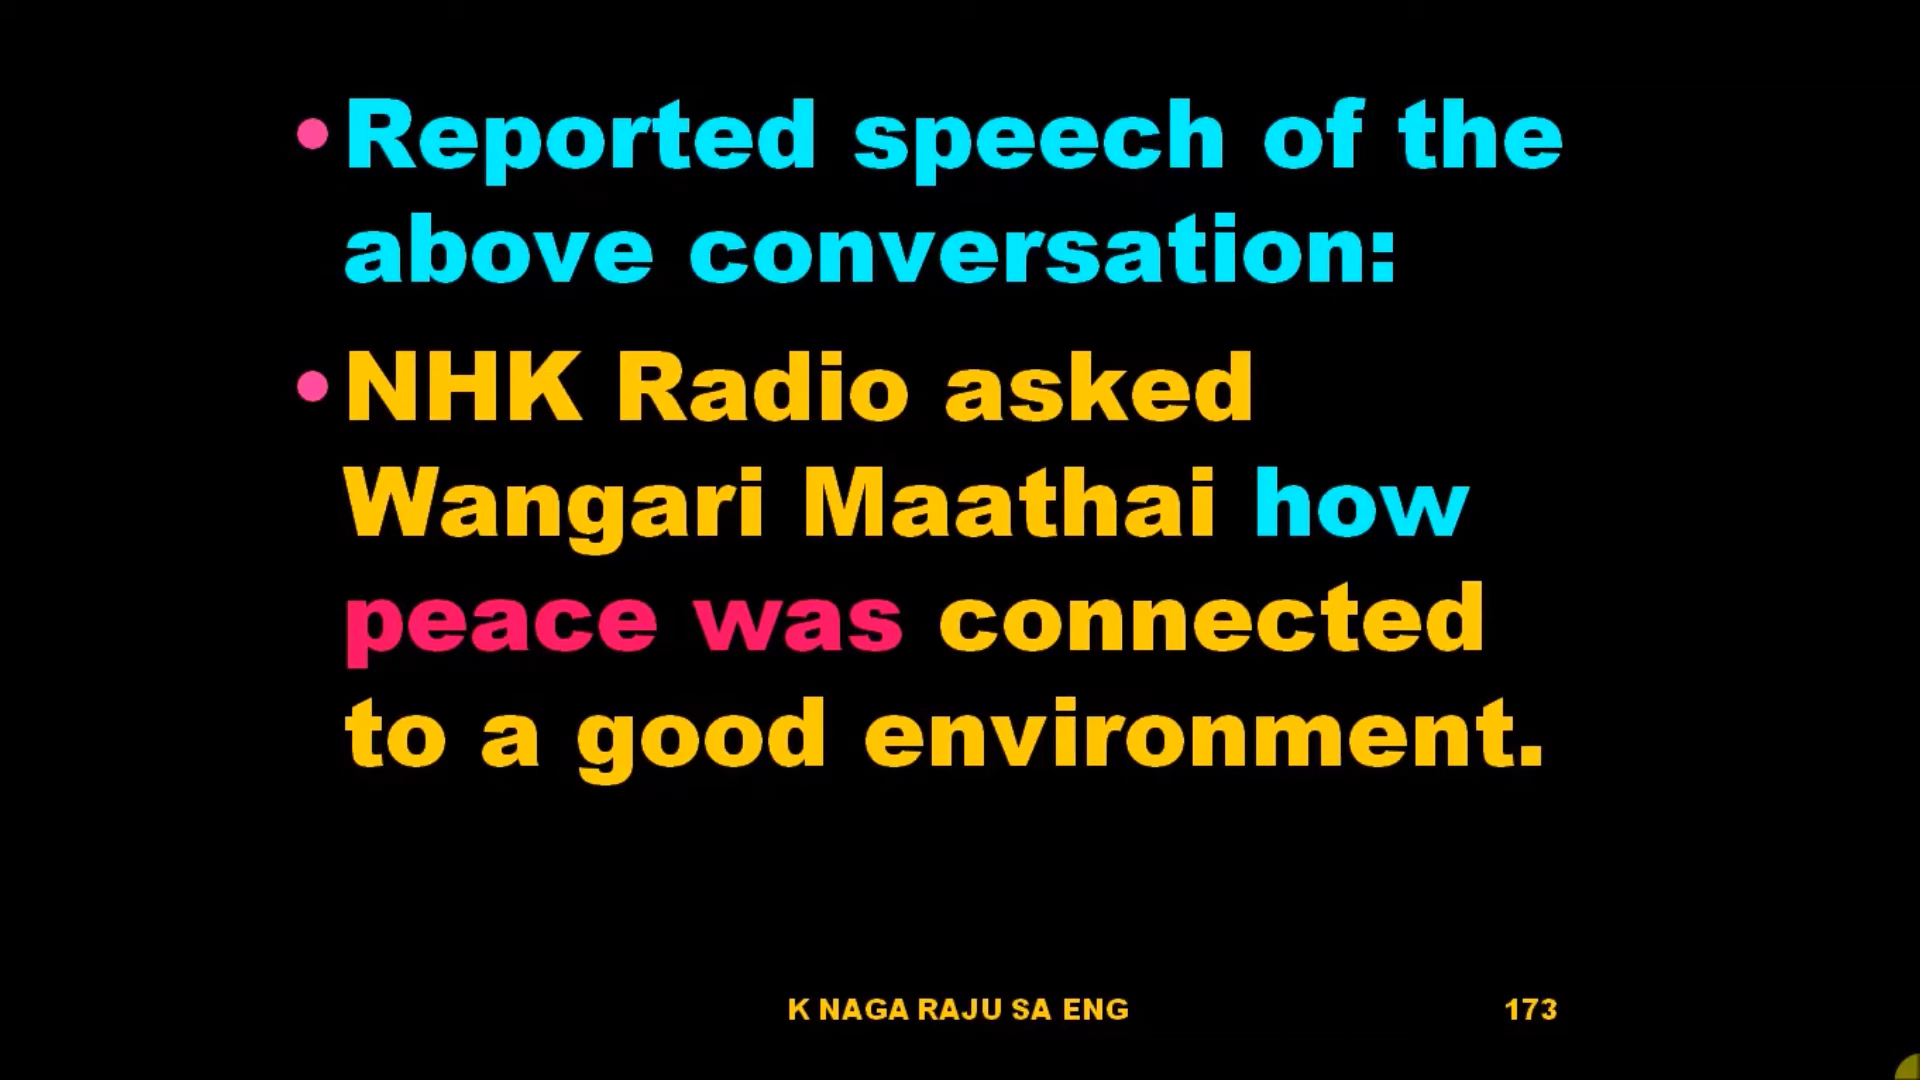 • Reported speech of the
above conversation:
• NHK Radio asked
Wangari Maathai how
peace was connected
to a good environment.
K NAGA RAJU SA ENG
173